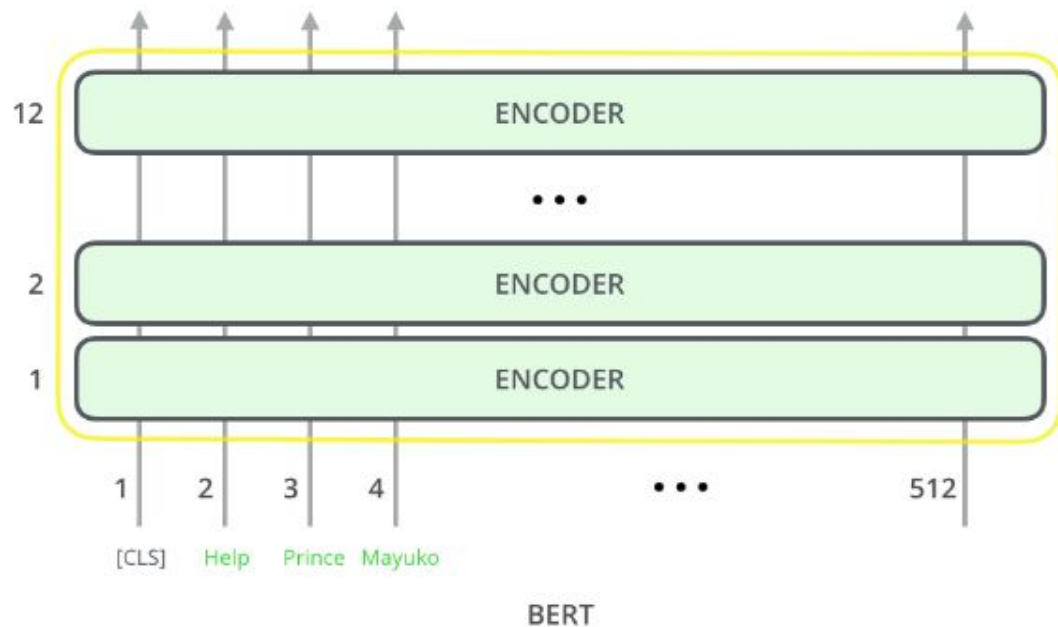 12 ENCODER
...
2 ENCODER
1 ENCODER
1 2 3 4 ... 512
[CLS] Help Prince Mayuko
BERT